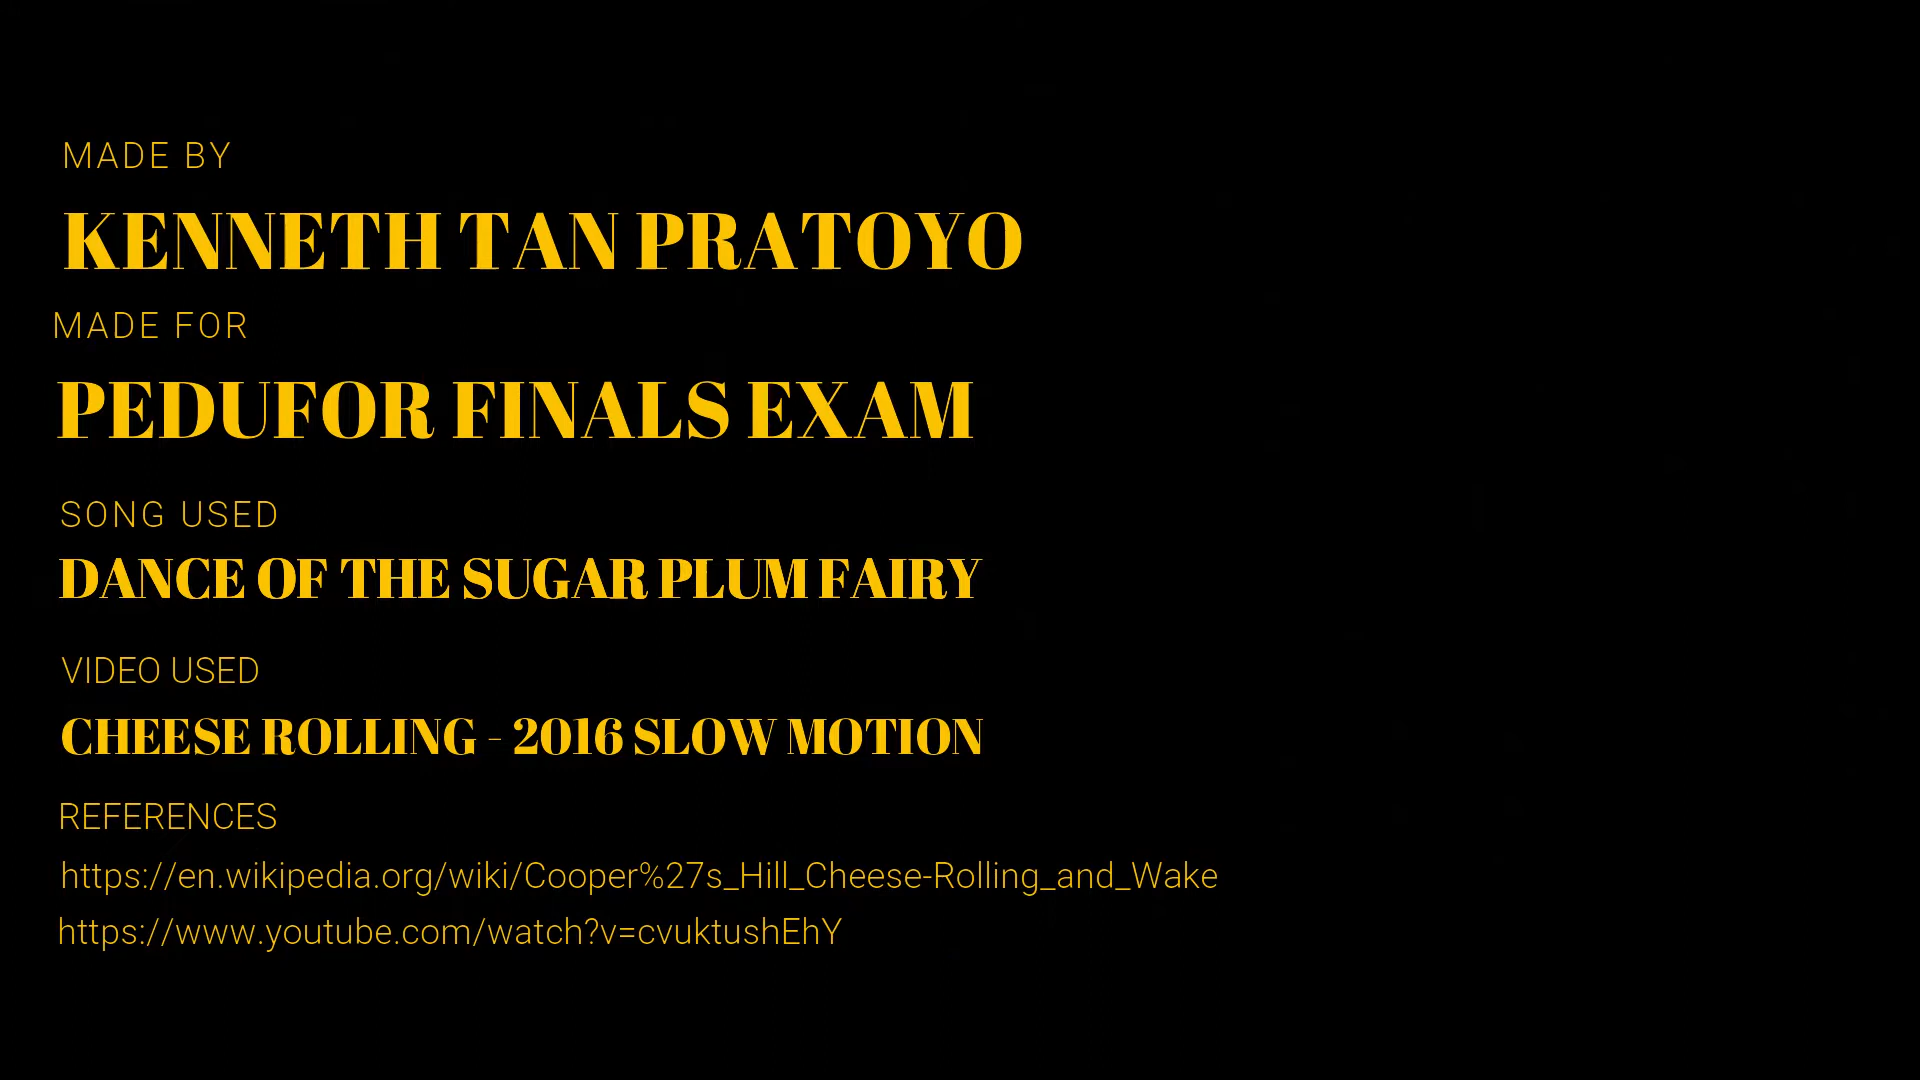 MADE BY
KENNETH TAN PRATOYO
MADE FOR
PEDUFOR FINALS EXAM
SONG USED
DANCE OF THE SUGAR PLUM FAIRY
VIDEO USED
CHEESE ROLLING - 2016 SLOW MOTION
REFERENCES
https://en.wikipedia.org/wiki/Cooper%27s_Hill_Cheese-Rolling_and_Wake
https://www.youtube.com/watch?v=cvuktushEhY